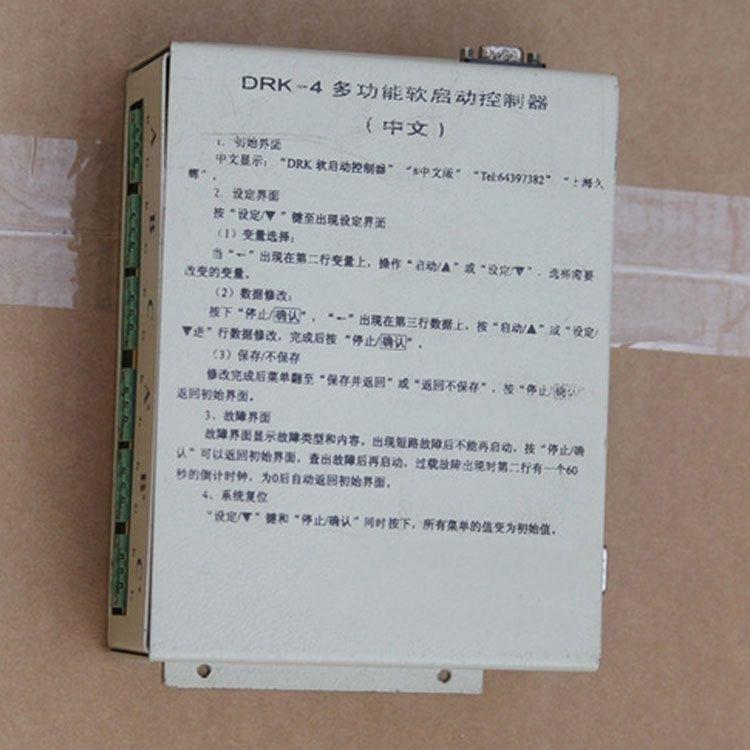 DRK-4 多功能软启动控制器
（中文）
1. 初始界面
中文显示：“DRK 软启动控制器” “ 中文版” “Tel:64397382” “上海久
2. 设定界面
按“设定/▼ ”键至出现设定界面
（1）变量选择：
当“←”出现在第二行变量上，操作“启动/▲”或“设定/▼”，选择需要
改变的变量。
（2）数据修改：
按下“停止/确认”，“←”出现在第三行数据上，按“启动/▲”或“设定/
▼进”行数据修改，完成后按“停止/确认”。
（3）保存/不保存
修改完成后菜单翻至“保存并返回”或“返回不保存”，按“停止/确认
返回初始界面。
3、故障界面
故障界面显示故障类型和内容，出现短路故障后不能再启动，按“停止/确
认”可以返回初始界面，查出故障后再启动，过载故障出现时第二行有一个60
秒的倒计时钟，为0后自动返回初始界面。
4、系统复位
“设定/▼”键和“停止/确认”同时按下，所有菜单的值变为初始值。